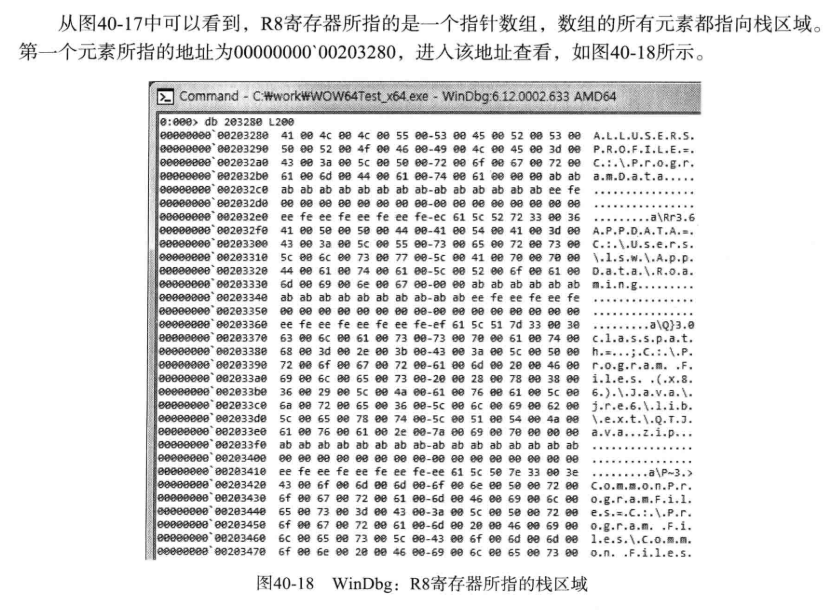 从图40-17中可以看到，R8寄存器所指的是一个指针数组，数组的所有元素都指向栈区域。
第一个元素所指的地址为00000000`00203280，进入该地址查看，如图40-18所示。
Command - C:₩work₩WOW64Test_x64.exe - WinDbg:6.12.0002.633 AMD64
0:000> db 203280 L200
00000000`00203280  41 00 4c 00 4c 00 55 00-53 00 45 00 52 00 53 00  A.L.L.U.S.E.R.S.
00000000`00203290  50 00 52 00 4f 00 46 00-49 00 4c 00 45 00 3d 00  P.R.O.F.I.L.E.=.
00000000`002032a0  43 00 3a 00 5c 00 50 00-72 00 6f 00 67 00 72 00  C.:.\.P.r.o.g.r.
00000000`002032b0  61 00 6d 00 44 00 61 00-74 00 61 00 00 00 ab ab  a.m.D.a.t.a.....
00000000`002032c0  ab ab ab ab ab ab ab ab-ab ab ab ab ab ab ee fe  ................
00000000`002032d0  00 00 00 00 00 00 00 00-00 00 00 00 00 00 00 00  ................
00000000`002032e0  ee fe ee fe ee fe ee fe-ec 61 5c 52 72 33 00 36  .........a\Rr3.6
00000000`002032f0  41 00 50 00 50 00 44 00-41 00 54 00 41 00 3d 00  A.P.P.D.A.T.A.=.
00000000`00203300  43 00 3a 00 5c 00 55 00-73 00 65 00 72 00 73 00  C.:.\.U.s.e.r.s.
00000000`00203310  5c 00 6c 00 73 00 77 00-5c 00 41 00 70 00 70 00  \.l.s.w.\.A.p.p.
00000000`00203320  44 00 61 00 74 00 61 00-5c 00 52 00 6f 00 61 00  D.a.t.a.\.R.o.a.
00000000`00203330  6d 00 69 00 6e 00 67 00-00 00 ab ab ab ab ab ab  m.i.n.g.........
00000000`00203340  ab ab ab ab ab ab ab ab-ab ab ee fe ee fe ee fe  ................
00000000`00203350  00 00 00 00 00 00 00 00-00 00 00 00 00 00 00 00  ................
00000000`00203360  ee fe ee fe ee fe ee fe-ef 61 5c 51 7d 33 00 30  .........a\Q}3.0
00000000`00203370  63 00 6c 00 61 00 73 00-73 00 70 00 61 00 74 00  c.l.a.s.s.p.a.t.
00000000`00203380  68 00 3d 00 2e 00 3b 00-43 00 3a 00 5c 00 50 00  h.=...;.C.:.\.P.
00000000`00203390  72 00 6f 00 67 00 72 00-61 00 6d 00 20 00 46 00  r.o.g.r.a.m. .F.
00000000`002033a0  69 00 6c 00 65 00 73 00-20 00 28 00 78 00 38 00  i.l.e.s. .(.x.8.
00000000`002033b0  36 00 29 00 5c 00 4a 00-61 00 76 00 61 00 5c 00  6.).\.J.a.v.a.\.
00000000`002033c0  6a 00 72 00 65 00 36 00-5c 00 6c 00 69 00 62 00  j.r.e.6.\.l.i.b.
00000000`002033d0  5c 00 65 00 78 00 74 00-5c 00 51 00 54 00 4a 00  \.e.x.t.\.Q.T.J.
00000000`002033e0  61 00 76 00 61 00 2e 00-7a 00 69 00 70 00 00 00  a.v.a...z.i.p...
00000000`002033f0  ab ab ab ab ab ab ab ab-ab ab ab ab ab ab ab ab  ................
00000000`00203400  00 00 00 00 00 00 00 00-00 00 00 00 00 00 00 00  ................
00000000`00203410  ee fe ee fe ee fe ee fe-ee 61 5c 50 7e 33 00 3e  .........a\P~3.>
00000000`00203420  43 00 6f 00 6d 00 6d 00-6f 00 6e 00 50 00 72 00  C.o.m.m.o.n.P.r.
00000000`00203430  6f 00 67 00 72 00 61 00-6d 00 46 00 69 00 6c 00  o.g.r.a.m.F.i.l.
00000000`00203440  65 00 73 00 3d 00 43 00-3a 00 5c 00 50 00 72 00  e.s.=.C.:.\.P.r.
00000000`00203450  6f 00 67 00 72 00 61 00-6d 00 20 00 46 00 69 00  o.g.r.a.m. .F.i.
00000000`00203460  6c 00 65 00 73 00 5c 00-43 00 6f 00 6d 00 6d 00  l.e.s.\.C.o.m.m.
00000000`00203470  6f 00 6e 00 20 00 46 00-69 00 6c 00 65 00 73 00  o.n. .F.i.l.e.s.
图40-18 WinDbg：R8寄存器所指的栈区域